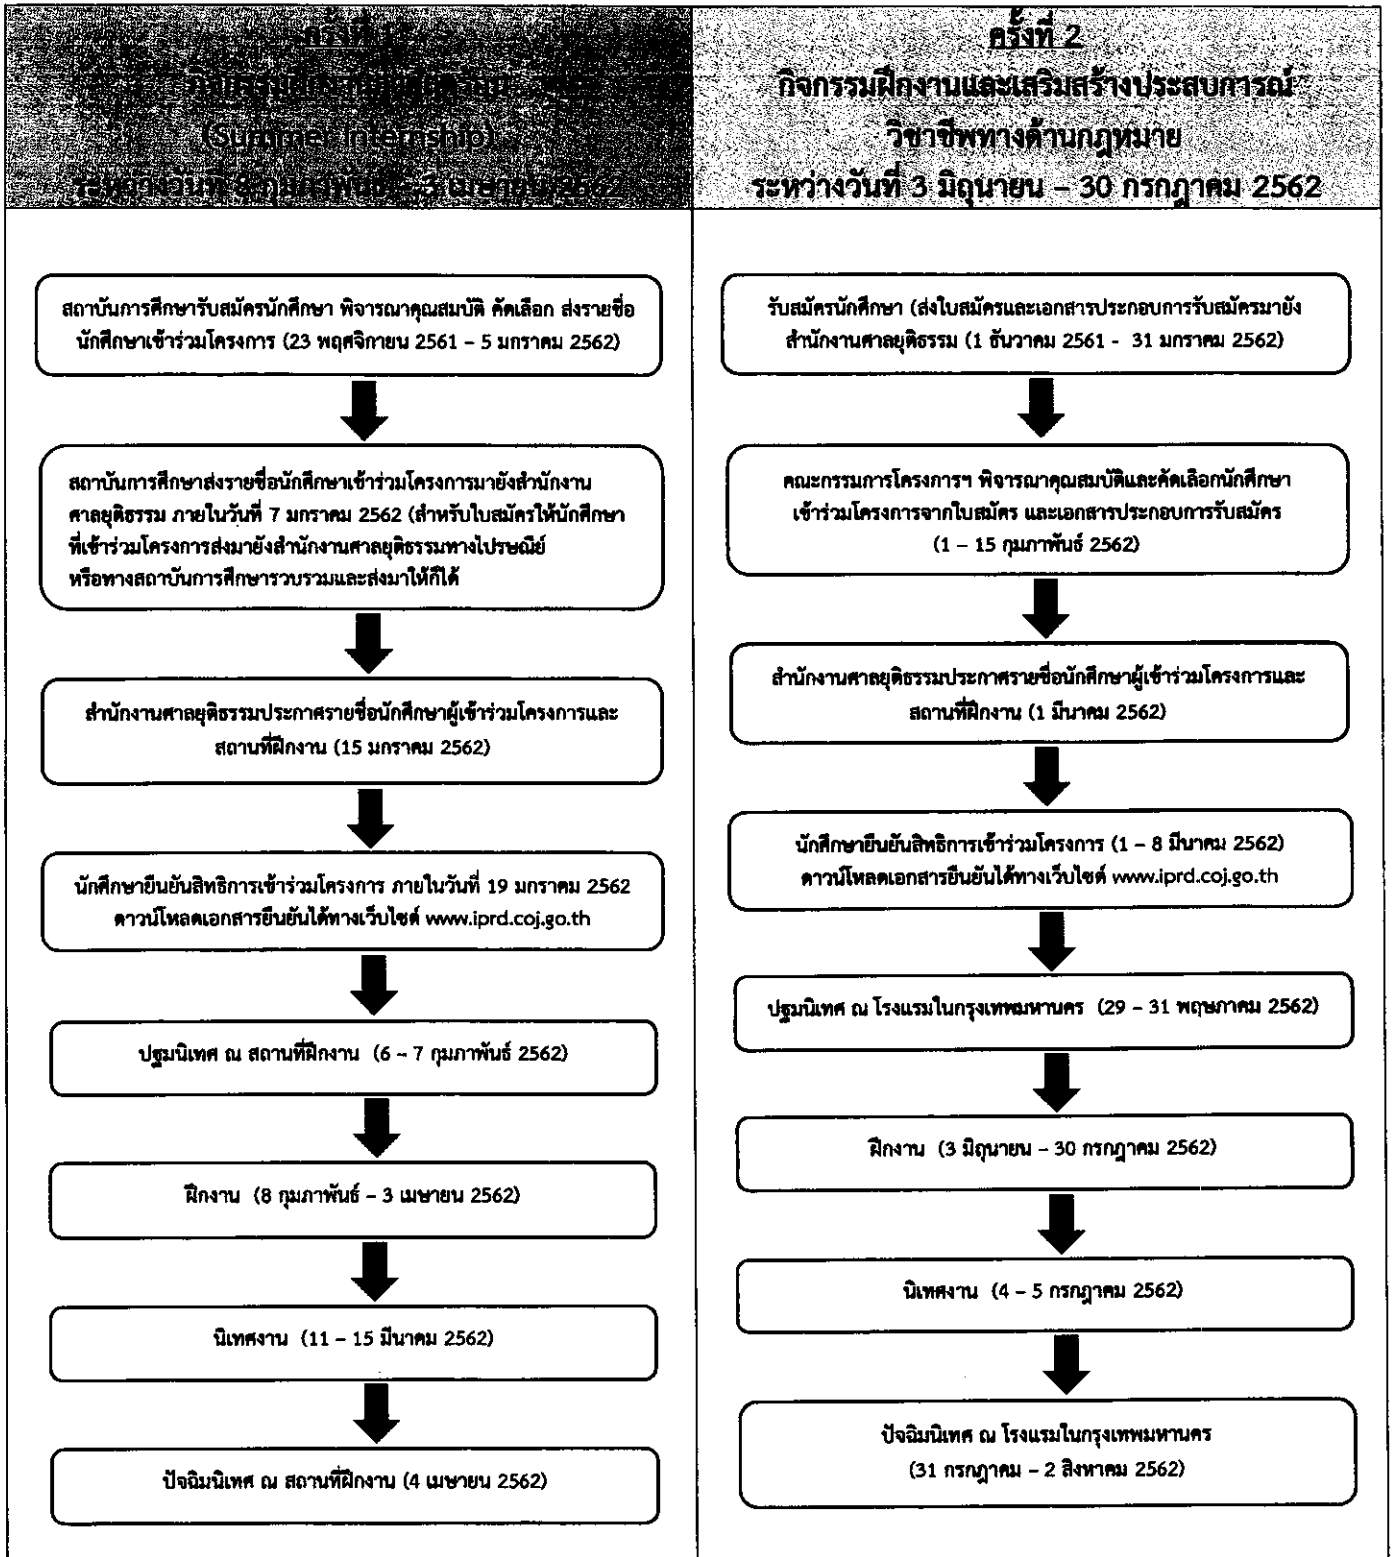 ครั้งที่ 1
(Summer Internship)
ระหว่างวันที่ 8 กุมภาพันธ์ – 3 เมษายน 2562
สถาบันการศึกษารับสมัครนักศึกษา พิจารณาคุณสมบัติ คัดเลือก ส่งรายชื่อ
นักศึกษาเข้าร่วมโครงการ (23 พฤศจิกายน 2561 – 5 มกราคม 2562)
สถาบันการศึกษาส่งรายชื่อนักศึกษาเข้าร่วมโครงการมายังสำนักงาน
ศาลยุติธรรม ภายในวันที่ 7 มกราคม 2562 (สำหรับใบสมัครให้นักศึกษา
ที่เข้าร่วมโครงการส่งมายังสำนักงานศาลยุติธรรมทางไปรษณีย์
หรือทางสถาบันการศึกษารวบรวมและส่งมาให้ก็ได้
สำนักงานศาลยุติธรรมประกาศรายชื่อนักศึกษาผู้เข้าร่วมโครงการและ
สถานที่ฝึกงาน (15 มกราคม 2562)
นักศึกษายืนยันสิทธิการเข้าร่วมโครงการ ภายในวันที่ 19 มกราคม 2562
ดาวน์โหลดเอกสารยืนยันได้ทางเว็บไซต์ www.iprd.coj.go.th
ปฐมนิเทศ ณ สถานที่ฝึกงาน (6 – 7 กุมภาพันธ์ 2562)
ฝึกงาน (8 กุมภาพันธ์ – 3 เมษายน 2562)
นิเทศงาน (11 – 15 มีนาคม 2562)
ปัจฉิมนิเทศ ณ สถานที่ฝึกงาน (4 เมษายน 2562)
ครั้งที่ 2
กิจกรรมฝึกงานและเสริมสร้างประสบการณ์
วิชาชีพทางด้านกฎหมาย
ระหว่างวันที่ 3 มิถุนายน – 30 กรกฎาคม 2562
รับสมัครนักศึกษา (ส่งใบสมัครและเอกสารประกอบการรับสมัครมายัง
สำนักงานศาลยุติธรรม (1 ธันวาคม 2561 - 31 มกราคม 2562)
คณะกรรมการโครงการฯ พิจารณาคุณสมบัติและคัดเลือกนักศึกษา
เข้าร่วมโครงการจากใบสมัคร และเอกสารประกอบการรับสมัคร
(1 – 15 กุมภาพันธ์ 2562)
สำนักงานศาลยุติธรรมประกาศรายชื่อนักศึกษาผู้เข้าร่วมโครงการและ
สถานที่ฝึกงาน (1 มีนาคม 2562)
นักศึกษายืนยันสิทธิการเข้าร่วมโครงการ (1 – 8 มีนาคม 2562)
ดาวน์โหลดเอกสารยืนยันได้ทางเว็บไซต์ www.iprd.coj.go.th
ปฐมนิเทศ ณ โรงแรมในกรุงเทพมหานคร (29 – 31 พฤษภาคม 2562)
ฝึกงาน (3 มิถุนายน – 30 กรกฎาคม 2562)
นิเทศงาน (4 – 5 กรกฎาคม 2562)
ปัจฉิมนิเทศ ณ โรงแรมในกรุงเทพมหานคร
(31 กรกฎาคม – 2 สิงหาคม 2562)